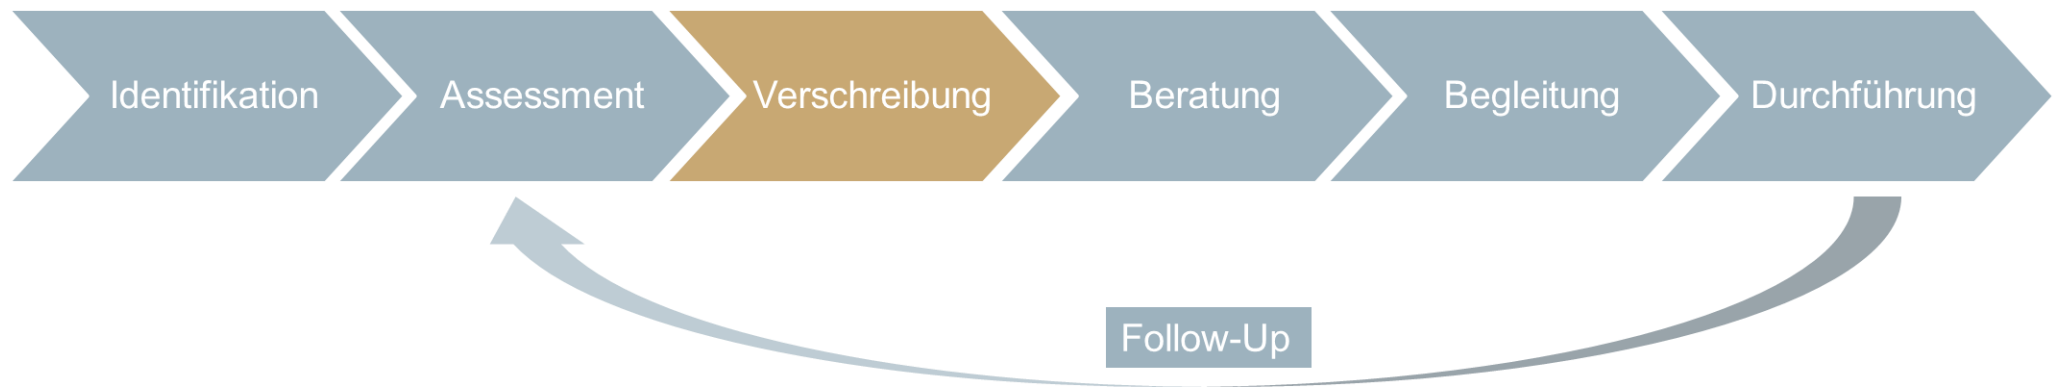 Identifikation
Assessment
Verschreibung
Beratung
Begleitung
Durchführung
Follow-Up